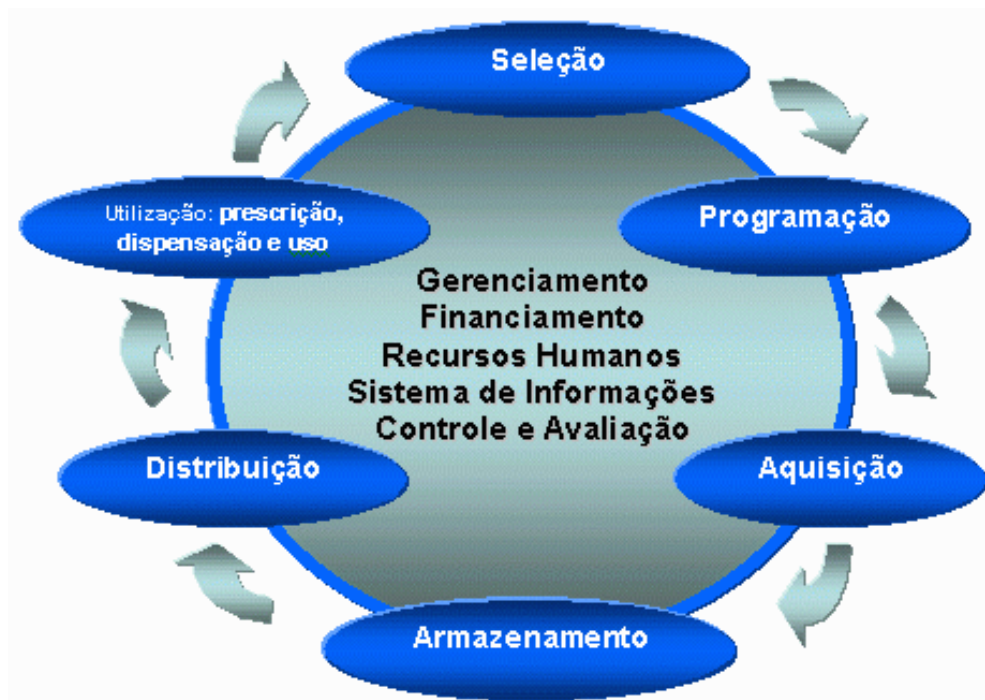 Seleção
Programação
Aquisição
Armazenamento
Distribuição
Utilização: prescrição,
dispensação e uso
Gerenciamento
Financiamento
Recursos Humanos
Sistema de Informações
Controle e Avaliação